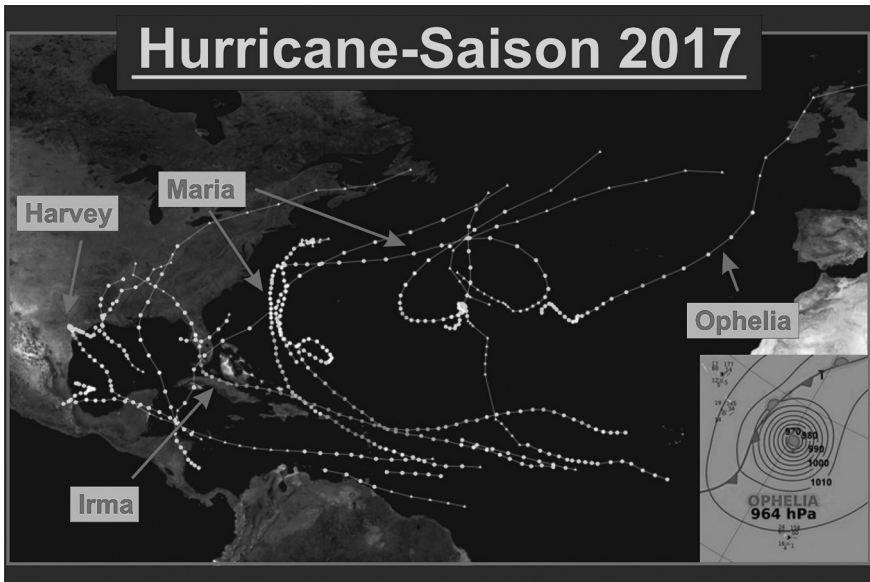 Hurricane-Saison 2017
Maria
Harvey
Ophelia
Irma
T
970
980
990
1000
1010
OPHELIA
964 hPa